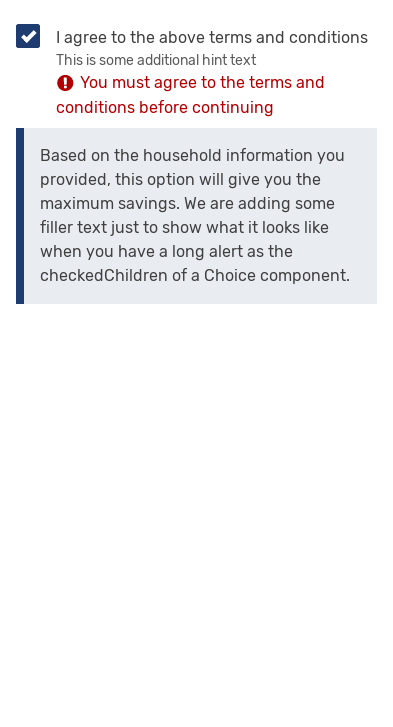 I agree to the above terms and conditions
This is some additional hint text
You must agree to the terms and
conditions before continuing
Based on the household information you
provided, this option will give you the
maximum savings. We are adding some
filler text just to show what it looks like
when you have a long alert as the
checkedChildren of a Choice component.